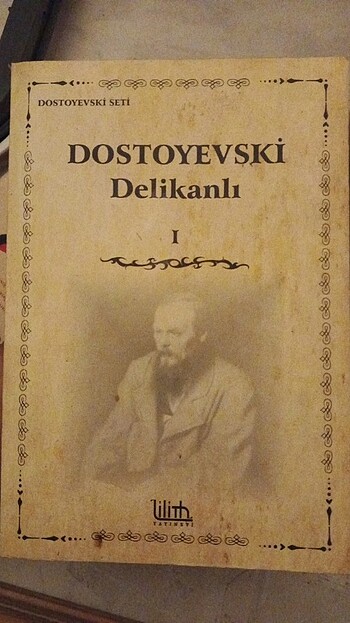 DOSTOYEVSKİ SETİ
DOSTOYEVSKİ
Delikanlı
I
Lilith
YAYINEVİ